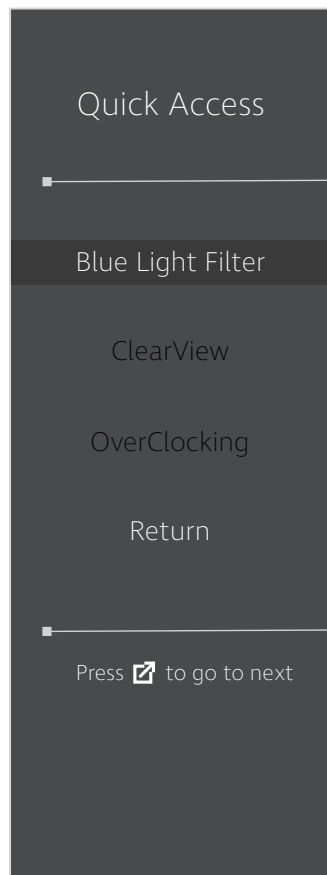 Quick Access
Blue Light Filter
ClearView
OverClocking
Return
Press to go to next